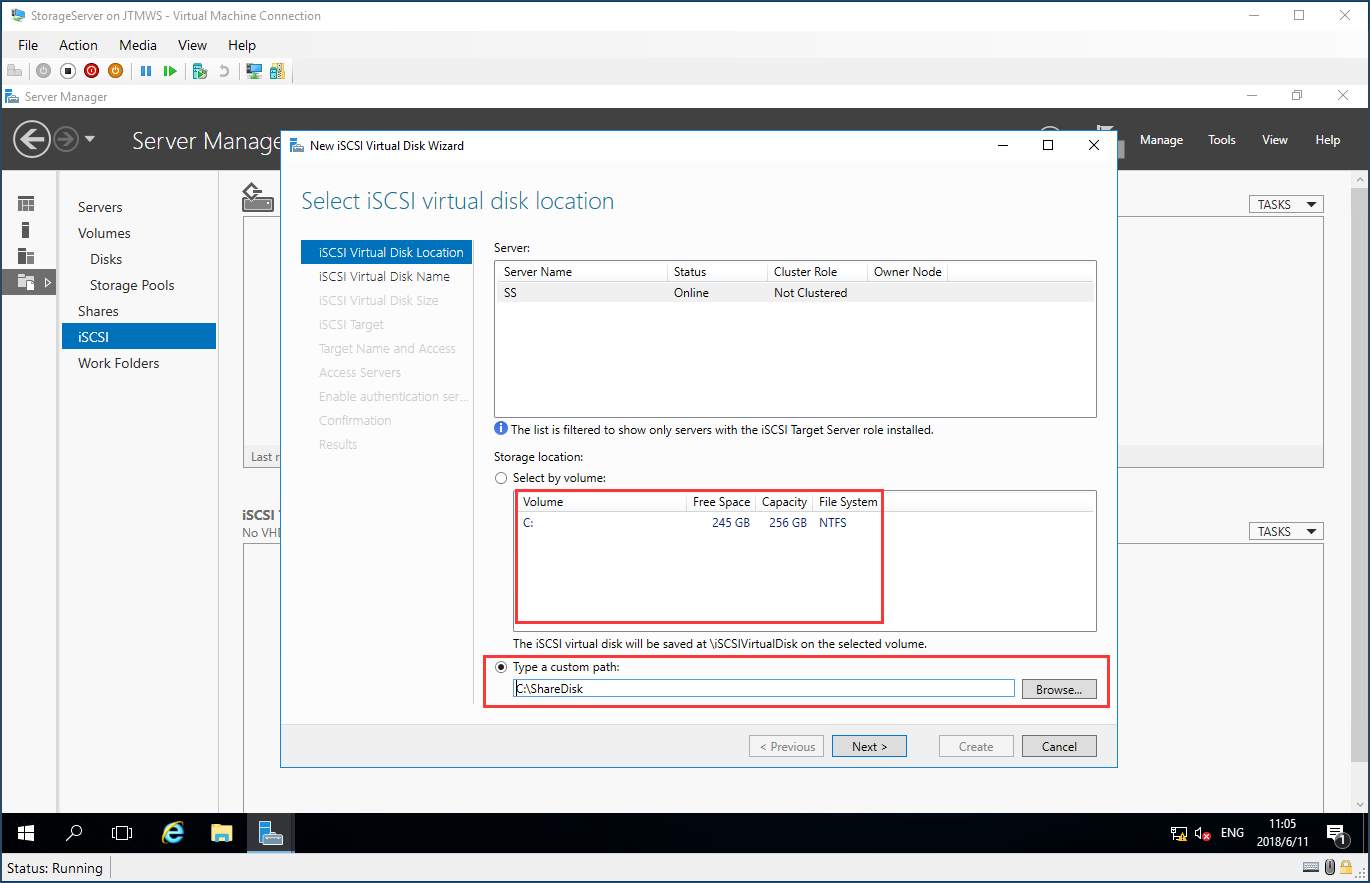 StorageServer on JTMWS - Virtual Machine Connection
File Action Media View Help
Server Manager
Server Manage
Manage Tools View Help
New iSCSI Virtual Disk Wizard
Select iSCSI virtual disk location
Servers
Volumes
Disks
Storage Pools
Shares
iSCSI
Work Folders
TASKS
Last r
iSCSI
No VHI
TASKS
iSCSI Virtual Disk Location
iSCSI Virtual Disk Name
iSCSI Virtual Disk Size
iSCSI Target
Target Name and Access
Access Servers
Enable authentication ser...
Confirmation
Results
Server:
Server Name Status Cluster Role Owner Node
SS Online Not Clustered
The list is filtered to show only servers with the iSCSI Target Server role installed.
Storage location:
Select by volume:
Volume Free Space Capacity File System
C: 245 GB 256 GB NTFS
The iSCSI virtual disk will be saved at \iSCSIVirtualDisk on the selected volume.
Type a custom path:
C:\ShareDisk Browse...
< Previous Next > Create Cancel
ENG
11:05
2018/6/11
1
Status: Running